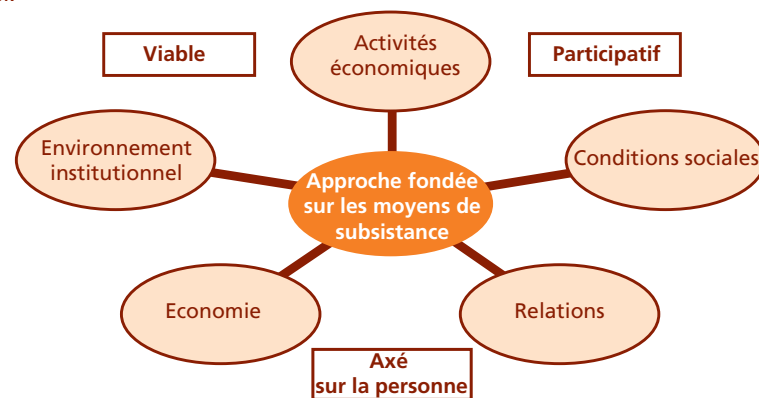 Activités
économiques
Viable
Participatif
Environnement
institutionnel
Conditions sociales
Approche fondée
sur les moyens de
subsistance
Economie
Relations
Axé
sur la personne